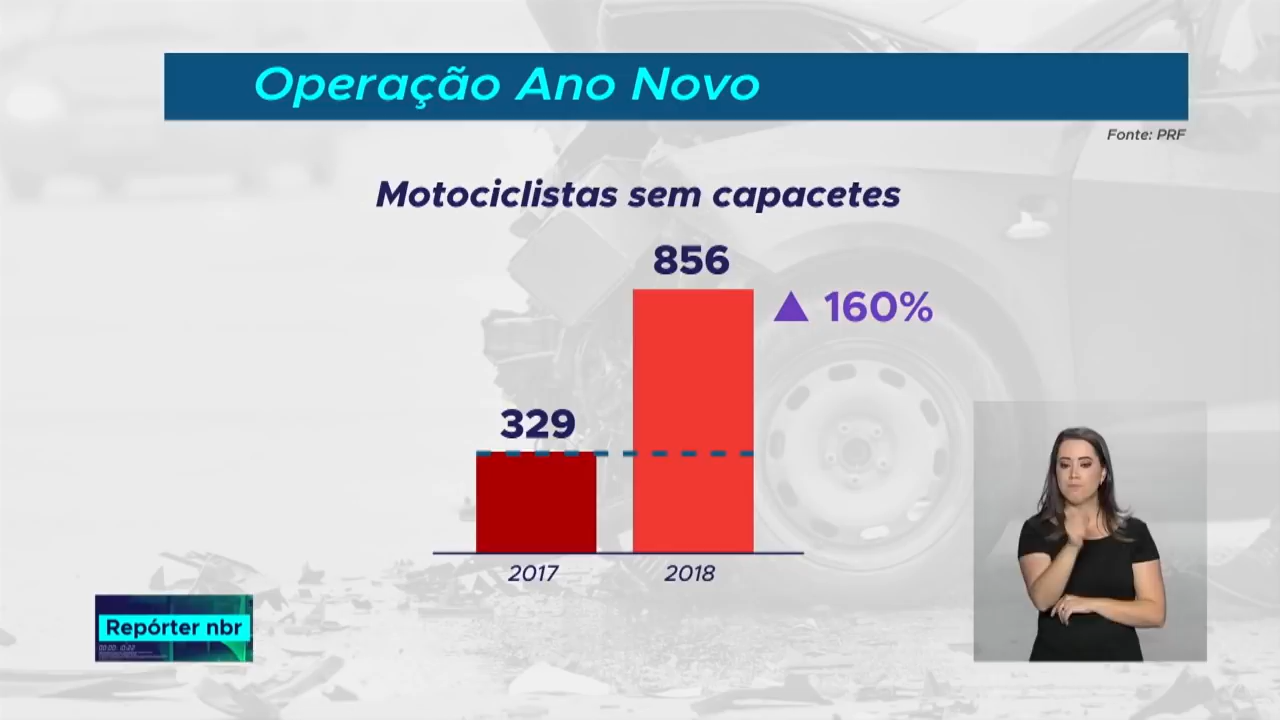 Operação Ano Novo
Fonte: PRF
Motociclistas sem capacetes
856
160%
329
2017 2018
Repórter nbr